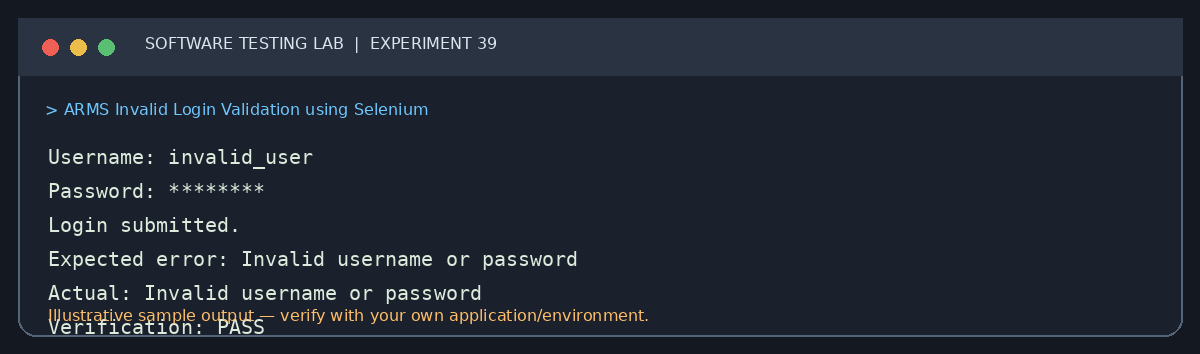 SOFTWARE TESTING LAB | EXPERIMENT 39
> ARMS Invalid Login Validation using Selenium
Username: invalid_user
Password: ********
Login submitted.
Expected error: Invalid username or password
Actual: Invalid username or password
Illustrative sample output — verify with your own application/environment.
Verification: PASS